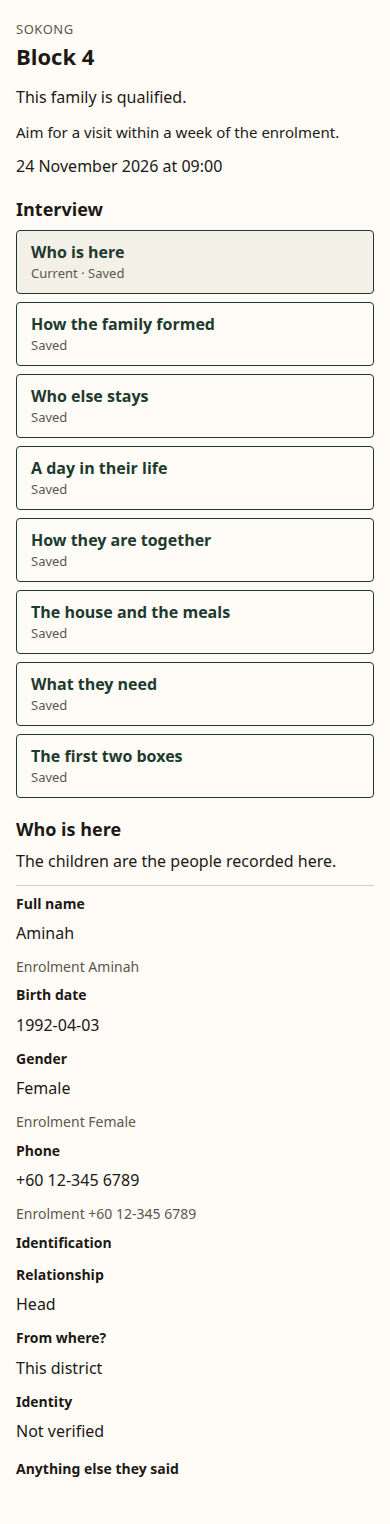 SOKONG
Block 4
This family is qualified.
Aim for a visit within a week of the enrolment.
24 November 2026 at 09:00
Interview
Who is here
Current · Saved
How the family formed
Saved
Who else stays
Saved
A day in their life
Saved
How they are together
Saved
The house and the meals
Saved
What they need
Saved
The first two boxes
Saved
Who is here
The children are the people recorded here.
Full name
Aminah
Enrolment Aminah
Birth date
1992-04-03
Gender
Female
Enrolment Female
Phone
+60 12-345 6789
Enrolment +60 12-345 6789
Identification
Relationship
Head
From where?
This district
Identity
Not verified
Anything else they said